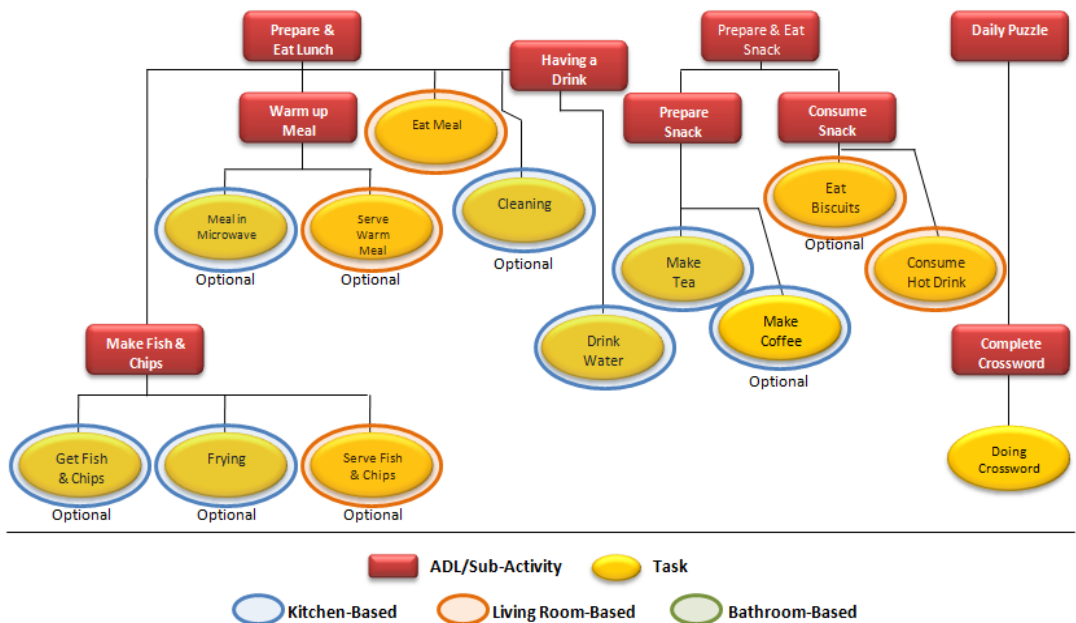 Prepare &
Eat Lunch
Having a
Drink
Prepare & Eat
Snack
Daily Puzzle
Warm up
Meal
Eat Meal
Prepare
Snack
Consume
Snack
Meal in
Microwave
Optional
Serve
Warm
Meal
Optional
Cleaning
Optional
Eat
Biscuits
Optional
Make
Tea
Consume
Hot Drink
Make Fish &
Chips
Drink
Water
Make
Coffee
Optional
Complete
Crossword
Get Fish
& Chips
Optional
Frying
Optional
Serve Fish
& Chips
Optional
Doing
Crossword
ADL/Sub-Activity
Task
Kitchen-Based
Living Room-Based
Bathroom-Based